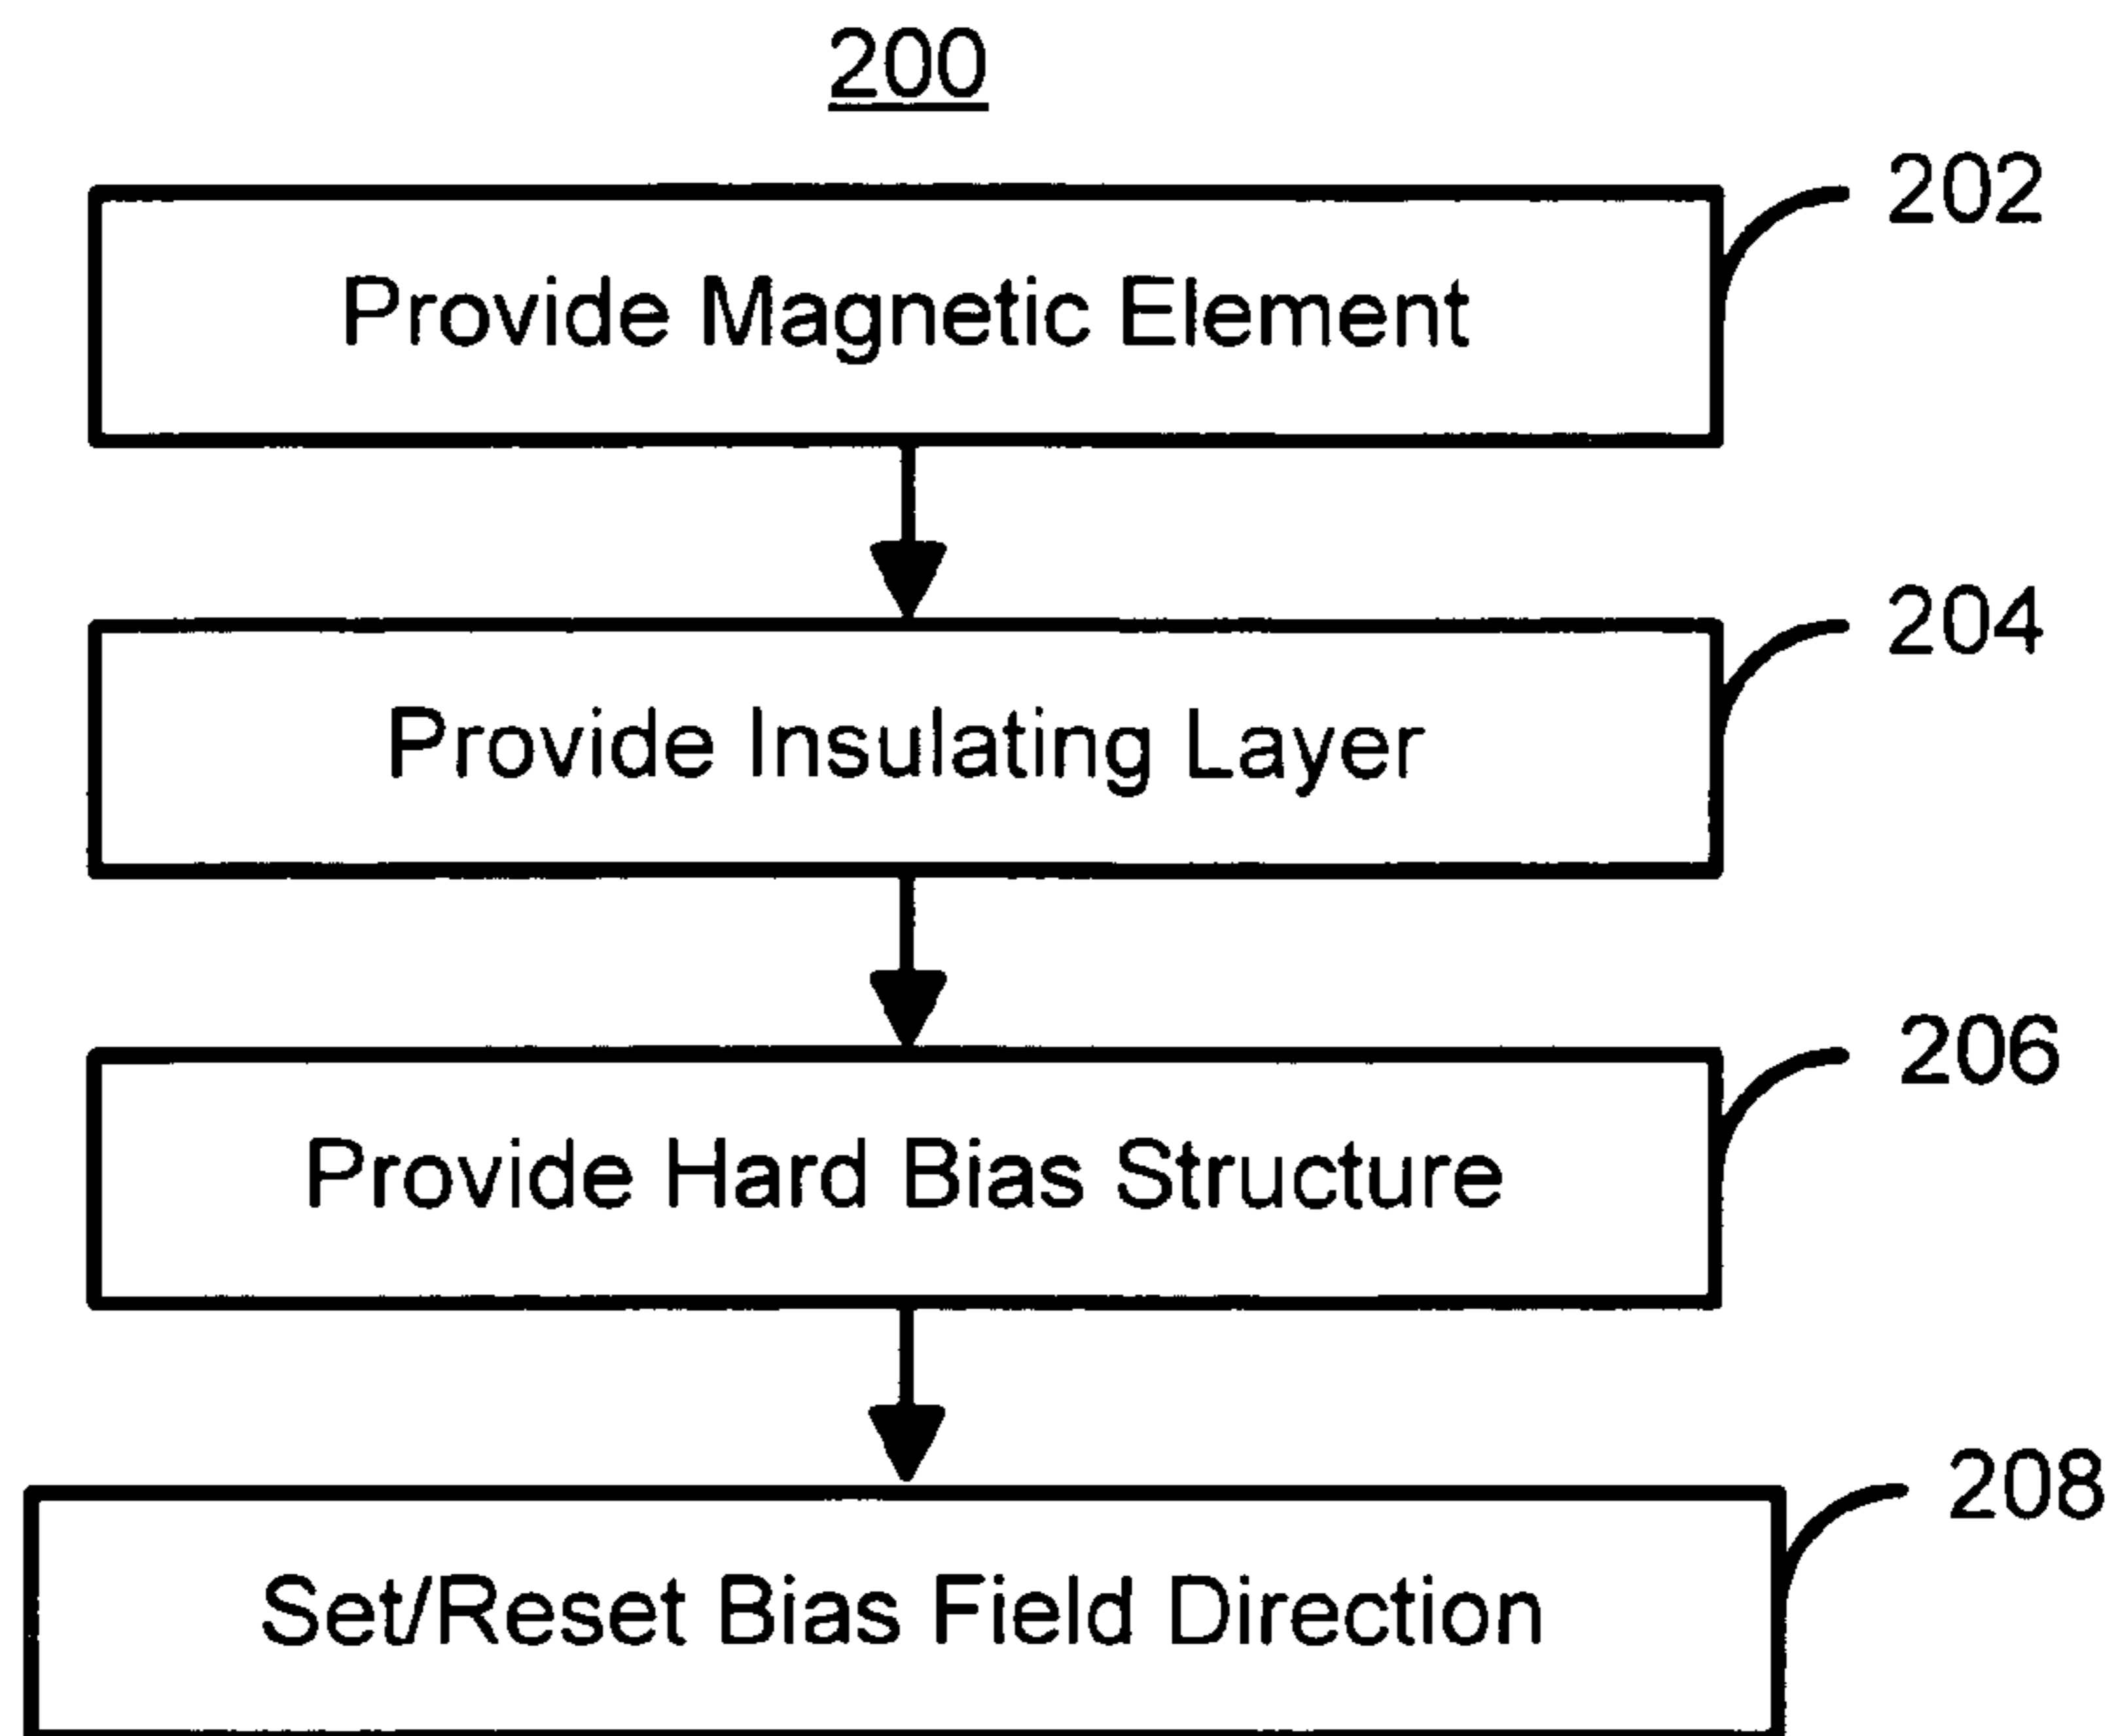 200
202
Provide Magnetic Element
204
Provide Insulating Layer
206
Provide Hard Bias Structure
208
Set/Reset Bias Field Direction